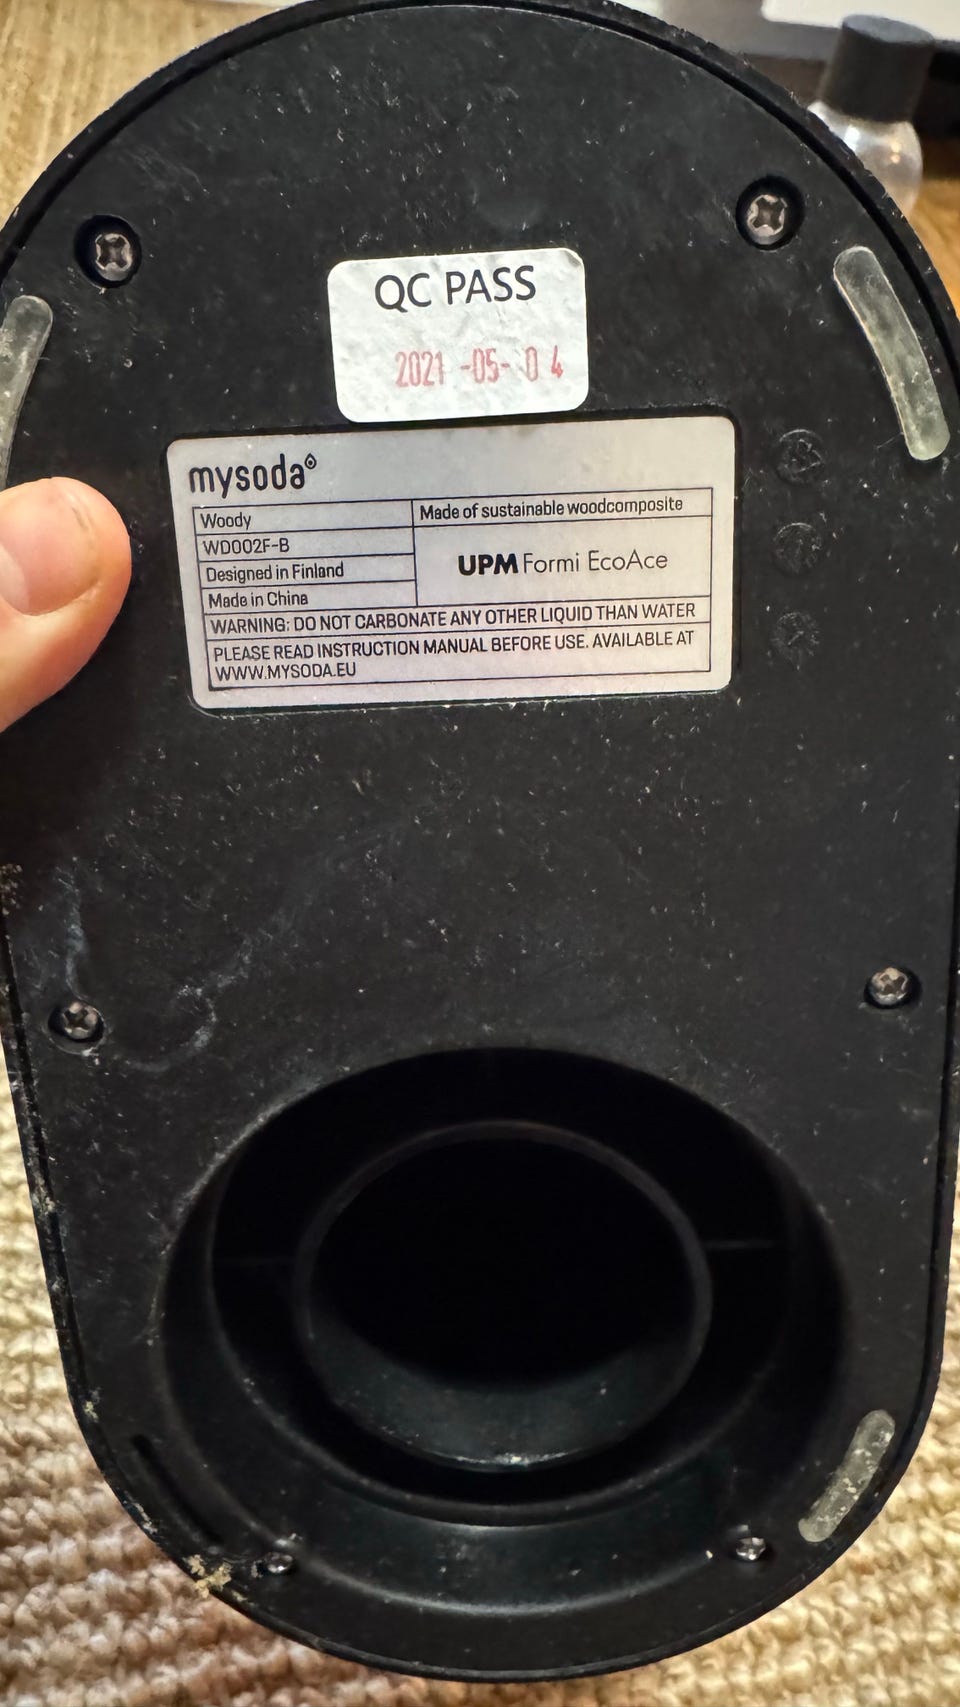 QC PASS
2021 -05- 04
mysoda
Woody
Made of sustainable woodcomposite
WD002F-B
UPM Formi EcoAce
Designed in Finland
Made in China
WARNING: DO NOT CARBONATE ANY OTHER LIQUID THAN WATER
PLEASE READ INSTRUCTION MANUAL BEFORE USE. AVAILABLE AT
WWW.MYSODA.EU